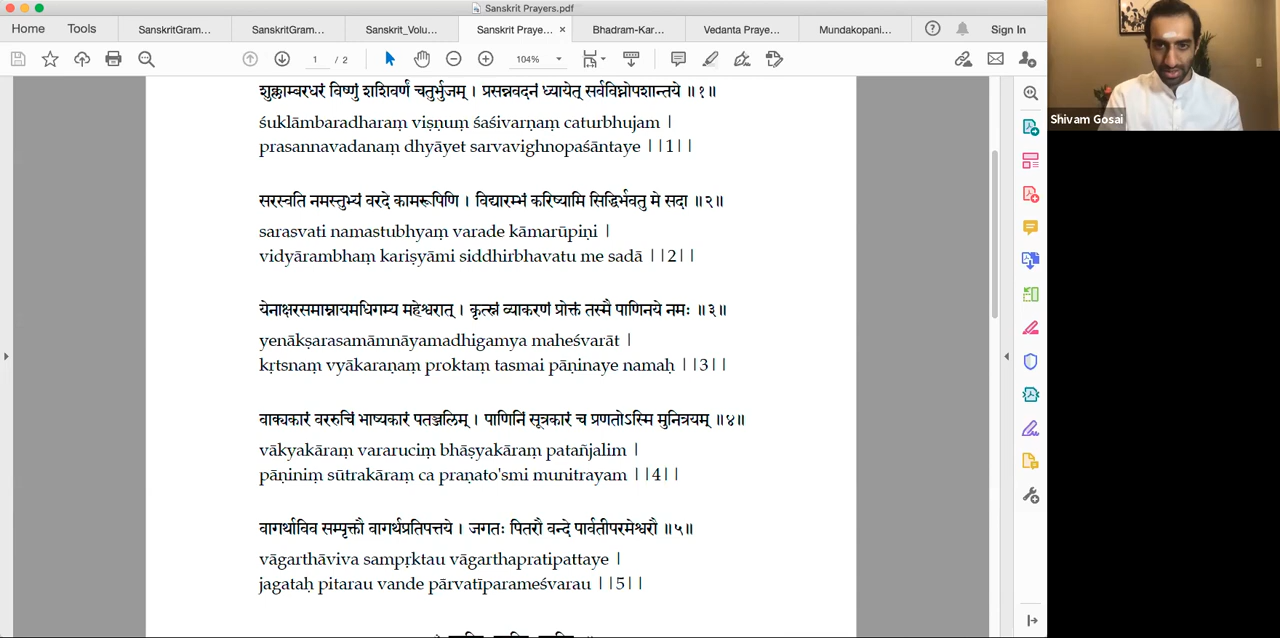 Sanskrit Prayers.pdf
Home Tools SanskritGram... SanskritGram... Sanskrit_Volu... Sanskrit Praye... × Bhadram-Kar... Vedanta Praye... Mundakopani... Sign In
1 / 2 104%
Shivam Gosai
शुक्लाम्बरधरं विष्णुं शशिवर्णं चतुर्भुजम् । प्रसन्नवदनं ध्यायेत् सर्वविघ्नोपशान्तये ॥१॥
śuklāmbaradharaṃ viṣṇuṃ śaśivarṇaṃ caturbhujam |
prasannavadanaṃ dhyāyet sarvavighnopaśāntaye ||1||
सरस्वति नमस्तुभ्यं वरदे कामरूपिणि । विद्यारम्भं करिष्यामि सिद्धिर्भवतु मे सदा ॥२॥
sarasvati namastubhyaṃ varade kāmarūpiṇi |
vidyārambhaṃ kariṣyāmi siddhirbhavatu me sadā ||2||
येनाक्षरसमाम्नायमधिगम्य महेश्वरात् । कृत्स्नं व्याकरणं प्रोक्तं तस्मै पाणिनये नमः ॥३॥
yenākṣarasamāmnāyamadhigamya maheśvarāt |
kṛtsnaṃ vyākaraṇaṃ proktaṃ tasmai pāṇinaye namaḥ ||3||
वाक्यकारं वररुचिं भाष्यकारं पतञ्जलिम् । पाणिनिं सूत्रकारं च प्रणतोऽस्मि मुनित्रयम् ॥४॥
vākyakāraṃ vararuciṃ bhāṣyakāraṃ patañjalim |
pāṇiniṃ sūtrakāraṃ ca praṇato'smi munitrayam ||4||
वागर्थाविव सम्पृक्तौ वागर्थप्रतिपत्तये । जगतः पितरौ वन्दे पार्वतीपरमेश्वरौ ॥५॥
vāgarthāviva sampṛktau vāgarthapratipattaye |
jagataḥ pitarau vande pārvatīparameśvarau ||5||